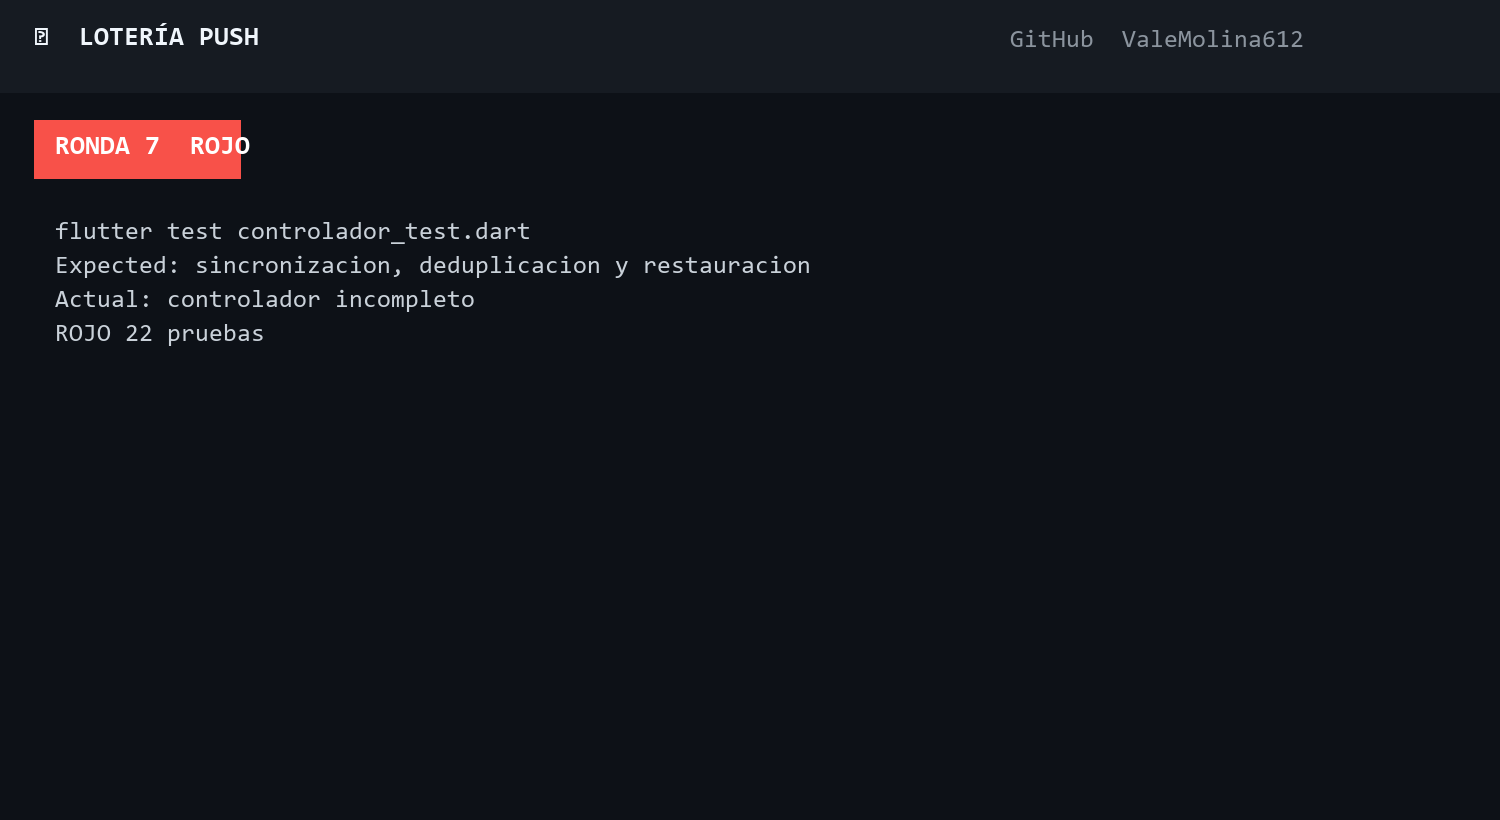 LOTERÍA PUSH
GitHub ValeMolina612
RONDA 7 ROJO
flutter test controlador_test.dart
Expected: sincronizacion, deduplicacion y restauracion
Actual: controlador incompleto
ROJO 22 pruebas